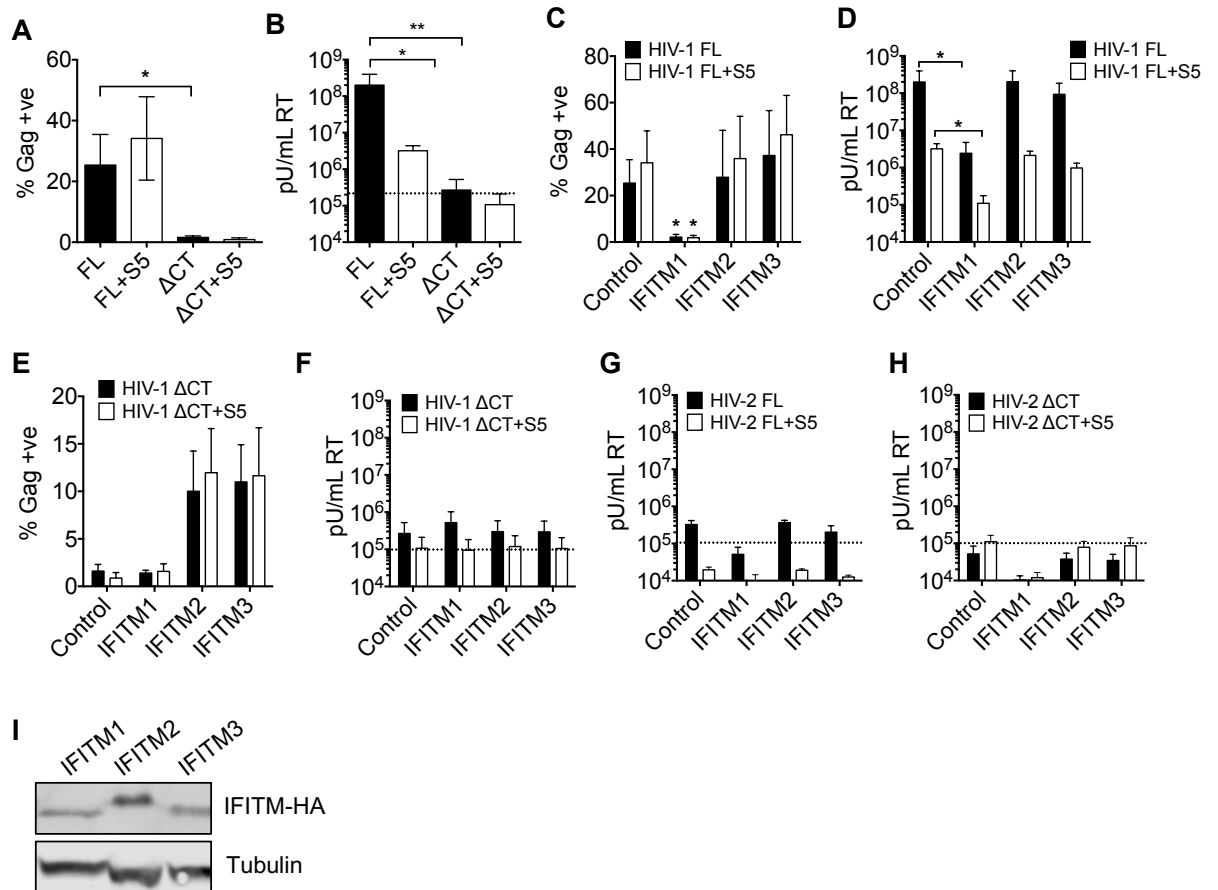 A
60
40
20
0
% Gag +ve
*
FL
FL+S5
ΔCT
ΔCT+S5
B
**
*
10⁹
10⁸
10⁷
10⁶
10⁵
10⁴
pU/mL RT
FL
FL+S5
ΔCT
ΔCT+S5
C
HIV-1 FL
HIV-1 FL+S5
80
60
40
20
0
% Gag +ve
* *
Control
IFITM1
IFITM2
IFITM3
D
HIV-1 FL
HIV-1 FL+S5
10⁹
10⁸
10⁷
10⁶
10⁵
10⁴
pU/mL RT
*
*
Control
IFITM1
IFITM2
IFITM3
E
HIV-1 ΔCT
HIV-1 ΔCT+S5
20
15
10
5
0
% Gag +ve
Control
IFITM1
IFITM2
IFITM3
F
HIV-1 ΔCT
HIV-1 ΔCT+S5
10⁹
10⁸
10⁷
10⁶
10⁵
10⁴
pU/mL RT
Control
IFITM1
IFITM2
IFITM3
G
HIV-2 FL
HIV-2 FL+S5
10⁹
10⁸
10⁷
10⁶
10⁵
10⁴
pU/mL RT
Control
IFITM1
IFITM2
IFITM3
H
HIV-2 ΔCT
HIV-2 ΔCT+S5
10⁹
10⁸
10⁷
10⁶
10⁵
10⁴
pU/mL RT
Control
IFITM1
IFITM2
IFITM3
I
IFITM1
IFITM2
IFITM3
IFITM-HA
Tubulin